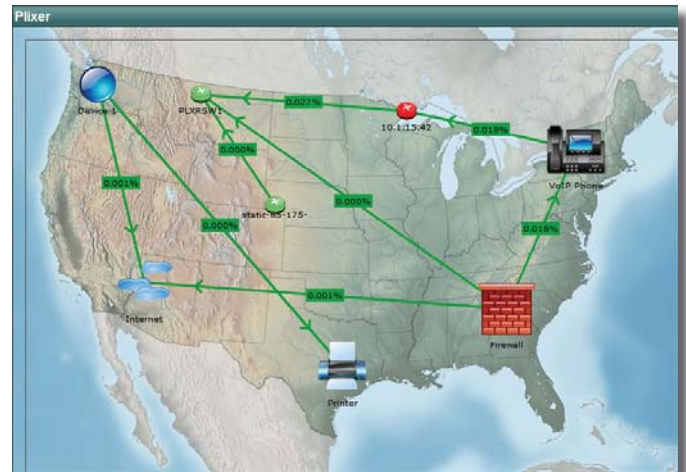 Plixer
Device-1
PLXRSW1
0.027%
10.1.15.42
0.018%
VoIP Phone
0.000%
0.001%
static-85-175-
0.000%
0.000%
0.018%
Internet
0.001%
Firewall
Printer